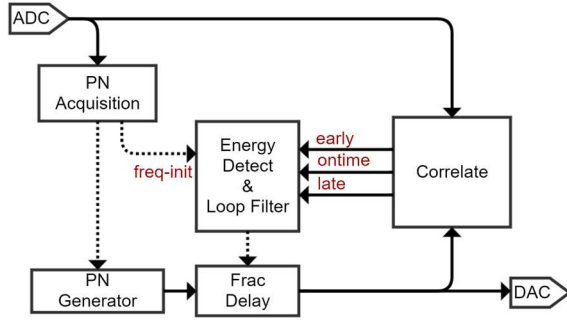 ADC
PN
Acquisition
freq-init
Energy
Detect
&
Loop Filter
early
ontime
late
Correlate
PN
Generator
Frac
Delay
DAC